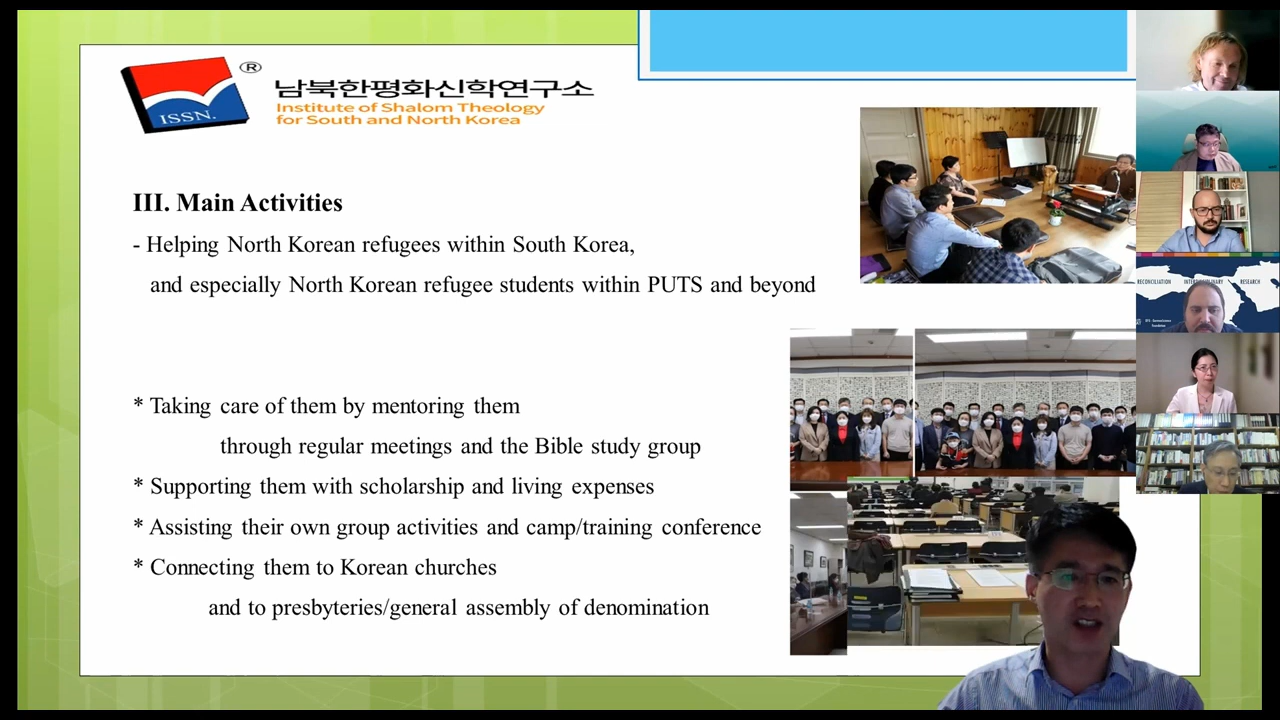 ISSN.
®
남북한평화신학연구소
Institute of Shalom Theology
for South and North Korea
III. Main Activities
- Helping North Korean refugees within South Korea,
and especially North Korean refugee students within PUTS and beyond
* Taking care of them by mentoring them
through regular meetings and the Bible study group
* Supporting them with scholarship and living expenses
* Assisting their own group activities and camp/training conference
* Connecting them to Korean churches
and to presbyteries/general assembly of denomination
RECONCILIATION INTERDISCIPLINARY RESEARCH